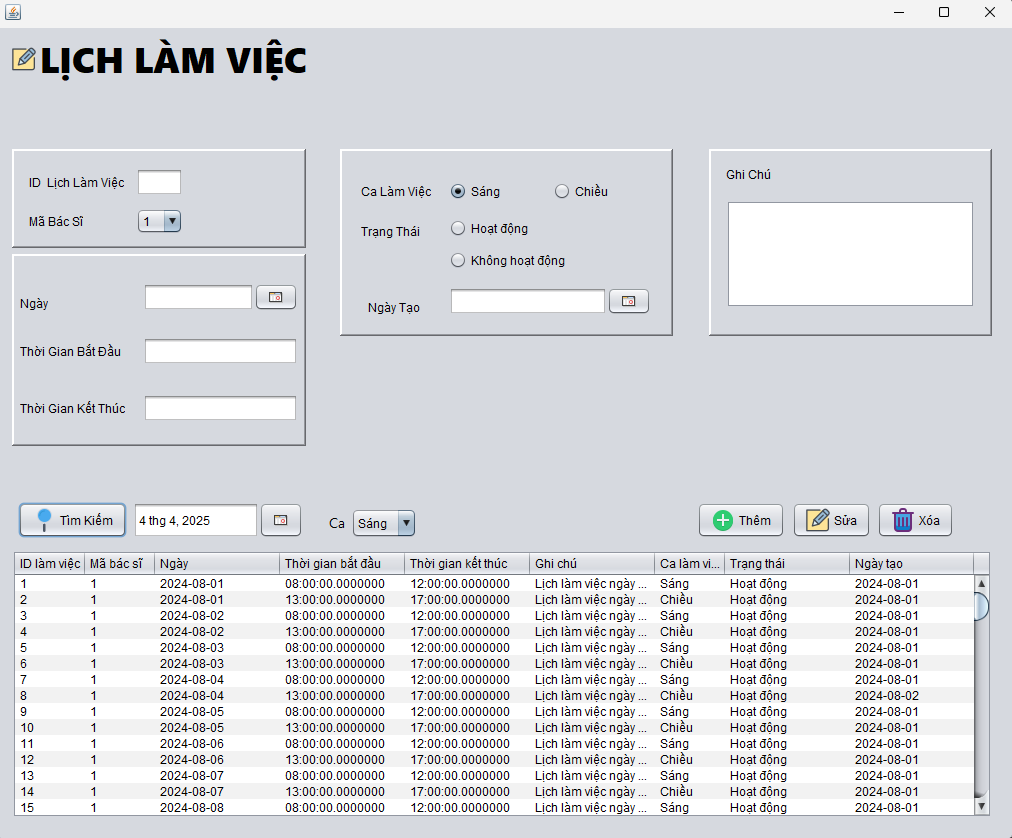 LỊCH LÀM VIỆC
ID Lịch Làm Việc
Mã Bác Sĩ 1
Ngày
Thời Gian Bắt Đầu
Thời Gian Kết Thúc
Ca Làm Việc Sáng Chiều
Trạng Thái Hoạt động
Không hoạt động
Ngày Tạo
Ghi Chú
Tìm Kiếm 4 thg 4, 2025 Ca Sáng Thêm Sửa Xóa
ID làm việc Mã bác sĩ Ngày Thời gian bắt đầu Thời gian kết thúc Ghi chú Ca làm vi... Trạng thái Ngày tạo
1 1 2024-08-01 08:00:00.0000000 12:00:00.0000000 Lịch làm việc ngày ... Sáng Hoạt động 2024-08-01
2 1 2024-08-01 13:00:00.0000000 17:00:00.0000000 Lịch làm việc ngày ... Chiều Hoạt động 2024-08-01
3 1 2024-08-02 08:00:00.0000000 12:00:00.0000000 Lịch làm việc ngày ... Sáng Hoạt động 2024-08-01
4 1 2024-08-02 13:00:00.0000000 17:00:00.0000000 Lịch làm việc ngày ... Chiều Hoạt động 2024-08-01
5 1 2024-08-03 08:00:00.0000000 12:00:00.0000000 Lịch làm việc ngày ... Sáng Hoạt động 2024-08-01
6 1 2024-08-03 13:00:00.0000000 17:00:00.0000000 Lịch làm việc ngày ... Chiều Hoạt động 2024-08-01
7 1 2024-08-04 08:00:00.0000000 12:00:00.0000000 Lịch làm việc ngày ... Sáng Hoạt động 2024-08-01
8 1 2024-08-04 13:00:00.0000000 17:00:00.0000000 Lịch làm việc ngày ... Chiều Hoạt động 2024-08-02
9 1 2024-08-05 08:00:00.0000000 12:00:00.0000000 Lịch làm việc ngày ... Sáng Hoạt động 2024-08-01
10 1 2024-08-05 13:00:00.0000000 17:00:00.0000000 Lịch làm việc ngày ... Chiều Hoạt động 2024-08-01
11 1 2024-08-06 08:00:00.0000000 12:00:00.0000000 Lịch làm việc ngày ... Sáng Hoạt động 2024-08-01
12 1 2024-08-06 13:00:00.0000000 17:00:00.0000000 Lịch làm việc ngày ... Chiều Hoạt động 2024-08-01
13 1 2024-08-07 08:00:00.0000000 12:00:00.0000000 Lịch làm việc ngày ... Sáng Hoạt động 2024-08-01
14 1 2024-08-07 13:00:00.0000000 17:00:00.0000000 Lịch làm việc ngày ... Chiều Hoạt động 2024-08-01
15 1 2024-08-08 08:00:00.0000000 12:00:00.0000000 Lịch làm việc ngày ... Sáng Hoạt động 2024-08-01